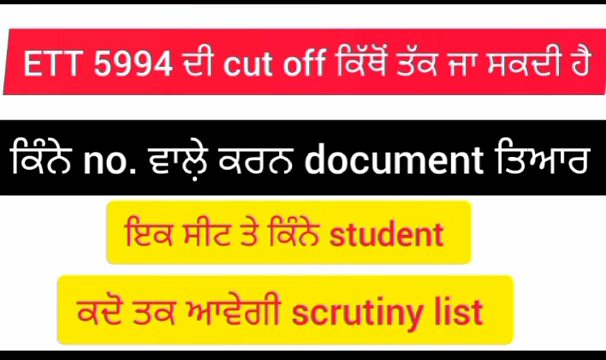 ETT 5994 ਦੀ cut off ਕਿੱਥੋਂ ਤੱਕ ਜਾ ਸਕਦੀ ਹੈ
ਕਿੰਨੇ no. ਵਾਲ਼ੇ ਕਰਨ document ਤਿਆਰ
ਇਕ ਸੀਟ ਤੇ ਕਿੰਨੇ student
ਕਦੋ ਤਕ ਆਵੇਗੀ scrutiny list